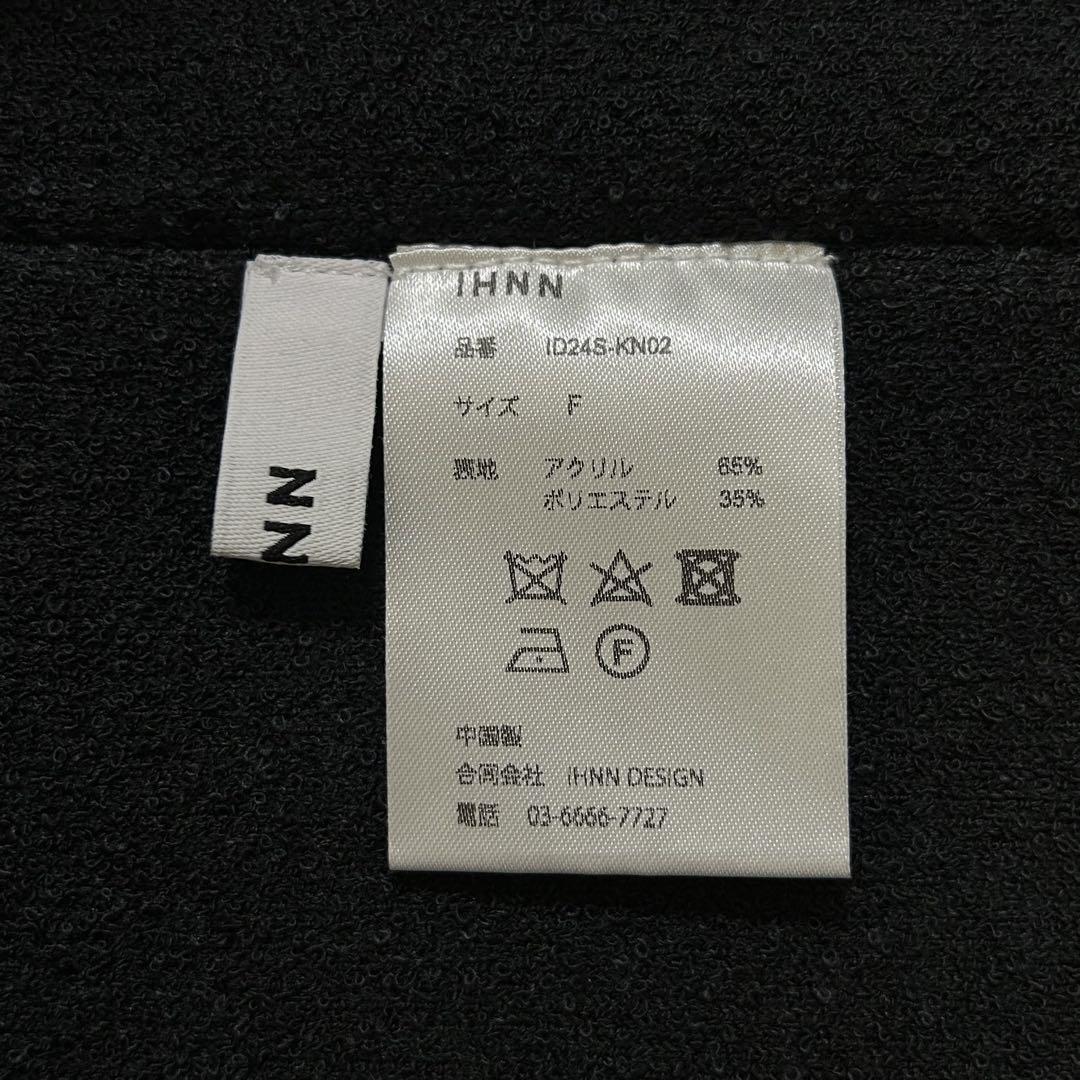 IHNN
品番 ID24S-KN02
サイズ F
表地 アクリル 65%
ポリエステル 35%
F
中国製
合同会社 IHNN DESIGN
電話 03-6666-7727
NN